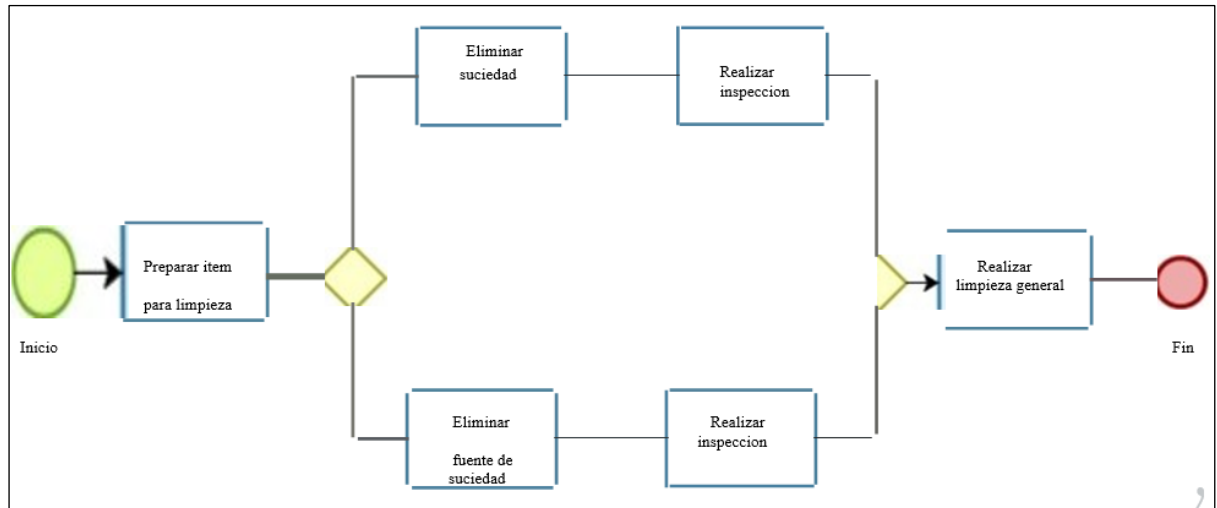 Inicio
Preparar item
para limpieza
Eliminar
suciedad
Realizar
inspeccion
Eliminar
fuente de
suciedad
Realizar
inspeccion
Realizar
limpieza general
Fin
,